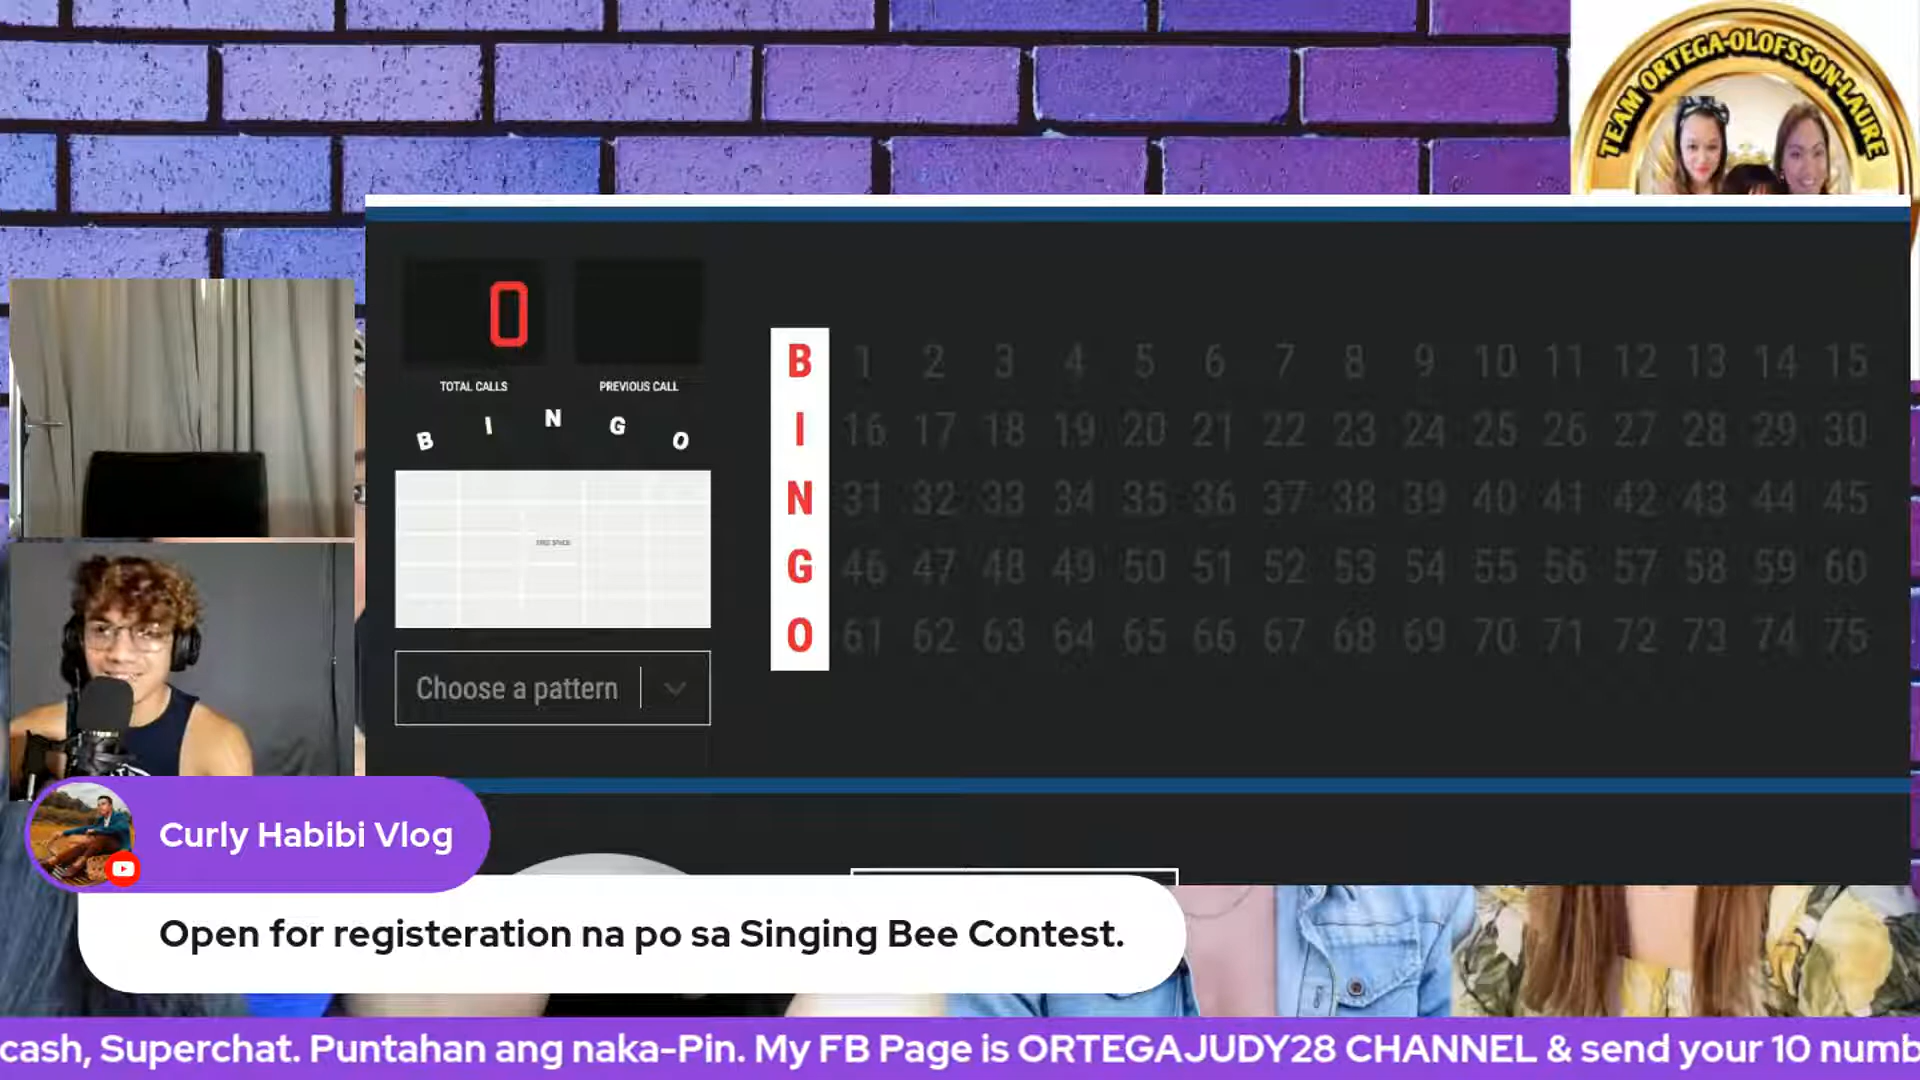 TEAM ORTEGA-OLOFSSON-LAURE
0
TOTAL CALLS
PREVIOUS CALL
B I N G O
FREE SPACE
Choose a pattern
B 1 2 3 4 5 6 7 8 9 10 11 12 13 14 15
I 16 17 18 19 20 21 22 23 24 25 26 27 28 29 30
N 31 32 33 34 35 36 37 38 39 40 41 42 43 44 45
G 46 47 48 49 50 51 52 53 54 55 56 57 58 59 60
O 61 62 63 64 65 66 67 68 69 70 71 72 73 74 75
Curly Habibi Vlog
Open for registeration na po sa Singing Bee Contest.
cash, Superchat. Puntahan ang naka-Pin. My FB Page is ORTEGAJUDY28 CHANNEL & send your 10 numb